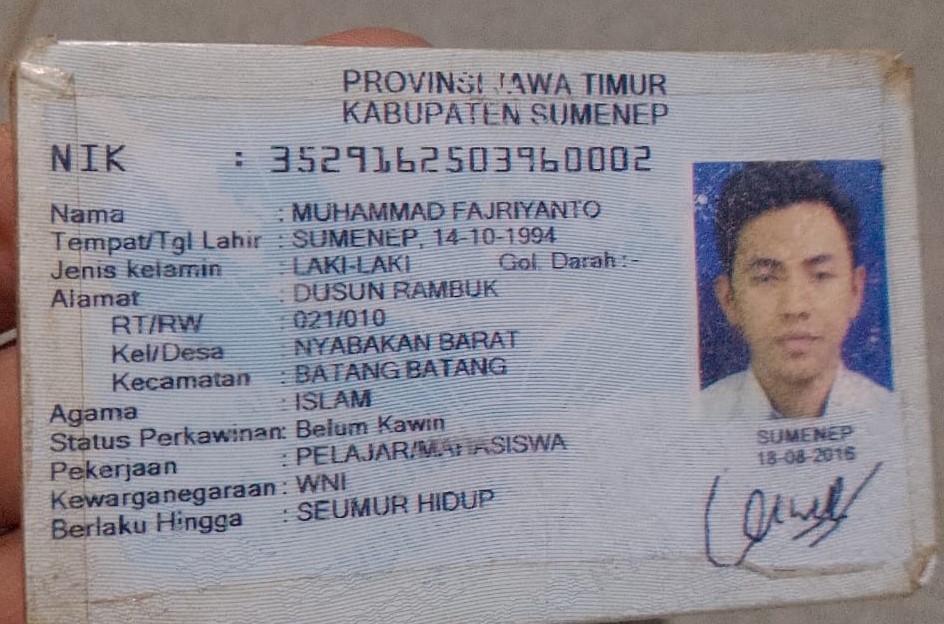 PROVINSI JAWA TIMUR
KABUPATEN SUMENEP
NIK : 3529162503960002
Nama : MUHAMMAD FAJRIYANTO
Tempat/Tgl Lahir : SUMENEP, 14-10-1994
Jenis kelamin : LAKI-LAKI Gol. Darah :-
Alamat : DUSUN RAMBUK
RT/RW : 021/010
Kel/Desa : NYABAKAN BARAT
Kecamatan : BATANG BATANG
Agama : ISLAM
Status Perkawinan: Belum Kawin
Pekerjaan : PELAJAR/MAHASISWA
Kewarganegaraan : WNI
Berlaku Hingga : SEUMUR HIDUP
SUMENEP
18-08-2016